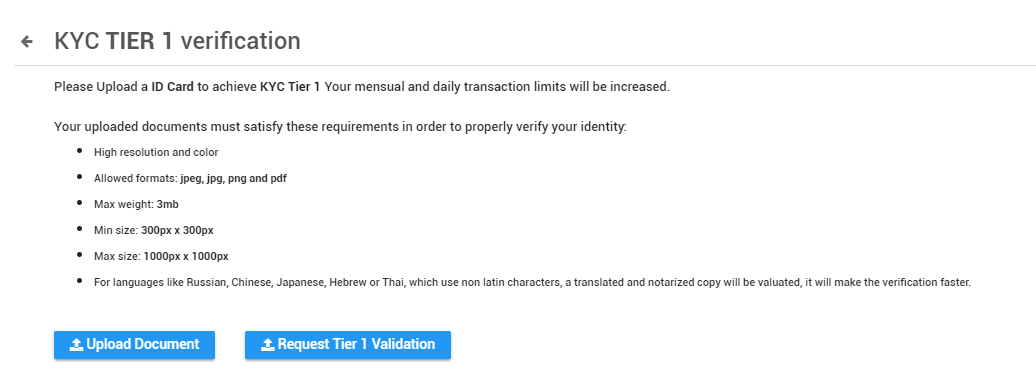 KYC TIER 1 verification
Please Upload a ID Card to achieve KYC Tier 1 Your mensual and daily transaction limits will be increased.
Your uploaded documents must satisfy these requirements in order to properly verify your identity:
High resolution and color
Allowed formats: jpeg, jpg, png and pdf
Max weight: 3mb
Min size: 300px x 300px
Max size: 1000px x 1000px
For languages like Russian, Chinese, Japanese, Hebrew or Thai, which use non latin characters, a translated and notarized copy will be valuated, it will make the verification faster.
Upload Document
Request Tier 1 Validation